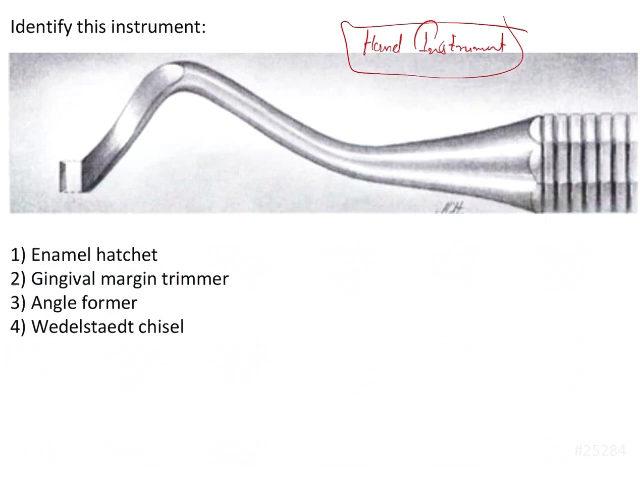 Identify this instrument:
Hand Instrument
1) Enamel hatchet
2) Gingival margin trimmer
3) Angle former
4) Wedelstaedt chisel
#25284